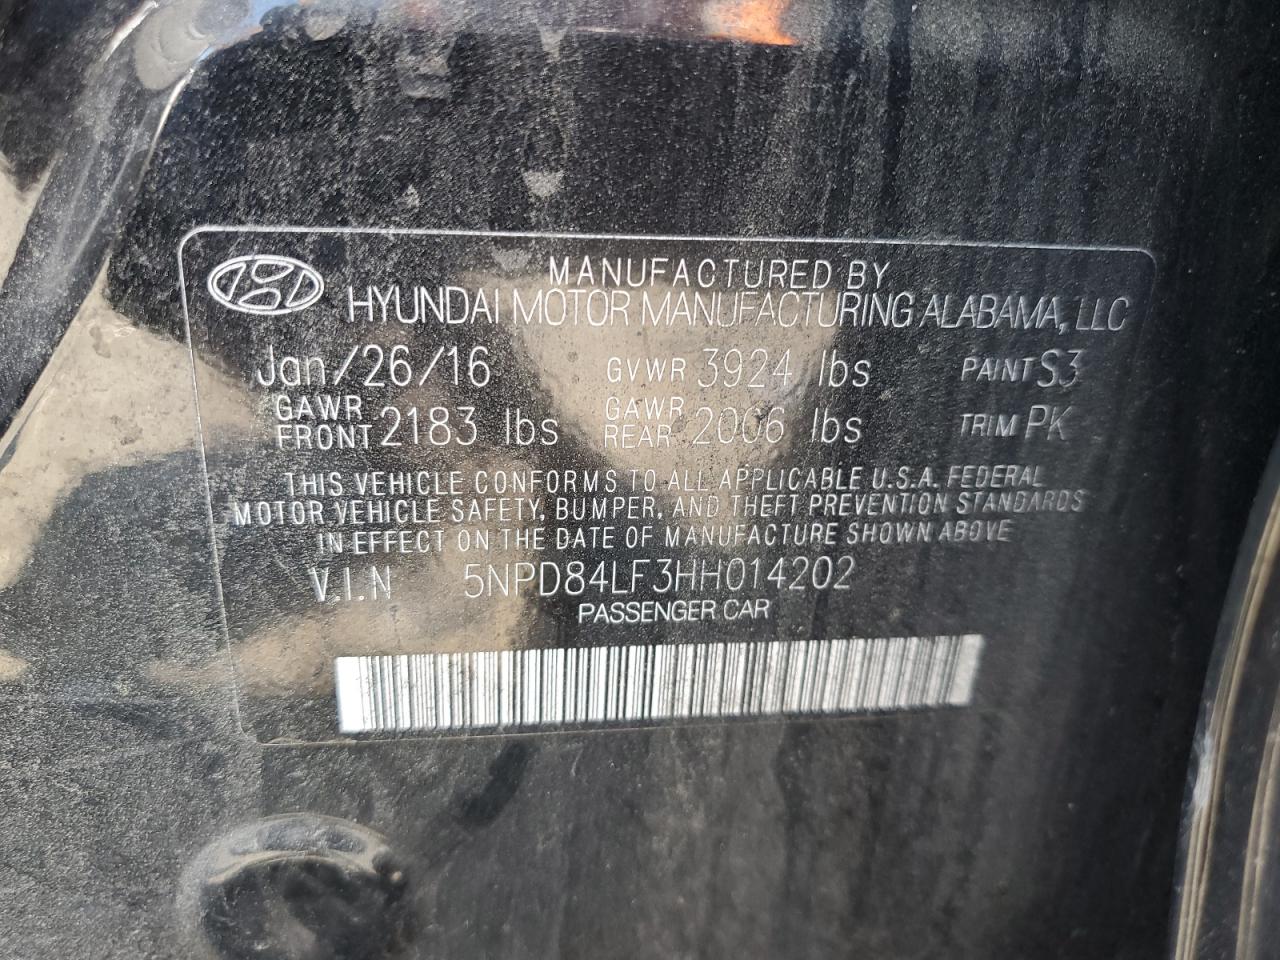 MANUFACTURED BY
HYUNDAI MOTOR MANUFACTURING ALABAMA, LLC
Jan/26/16 GVWR 3924 lbs PAINT S3
GAWR FRONT 2183 lbs GAWR REAR 2006 lbs TRIM PK
THIS VEHICLE CONFORMS TO ALL APPLICABLE U.S.A. FEDERAL
MOTOR VEHICLE SAFETY, BUMPER, AND THEFT PREVENTION STANDARDS
IN EFFECT ON THE DATE OF MANUFACTURE SHOWN ABOVE
V.I.N 5NPD84LF3HH014202
PASSENGER CAR